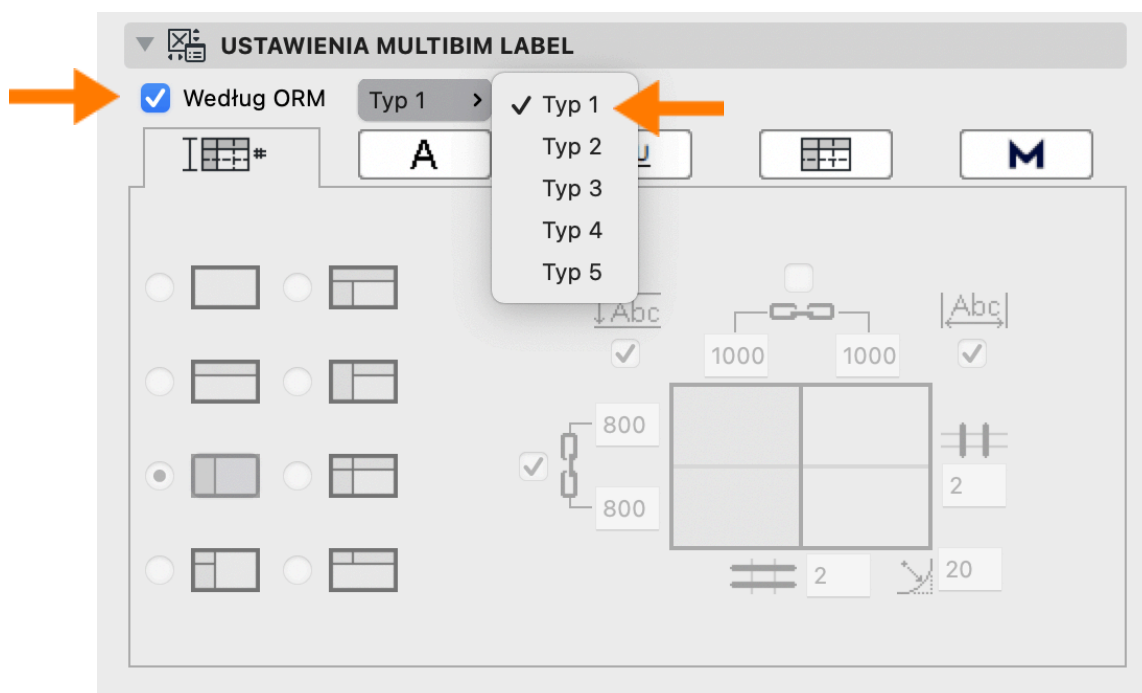 USTAWIENIA MULTIBIM LABEL
Według ORM
Typ 1
Typ 1
Typ 2
Typ 3
Typ 4
Typ 5
A
U
M
Abc
Abc
1000
1000
800
800
2
2
20